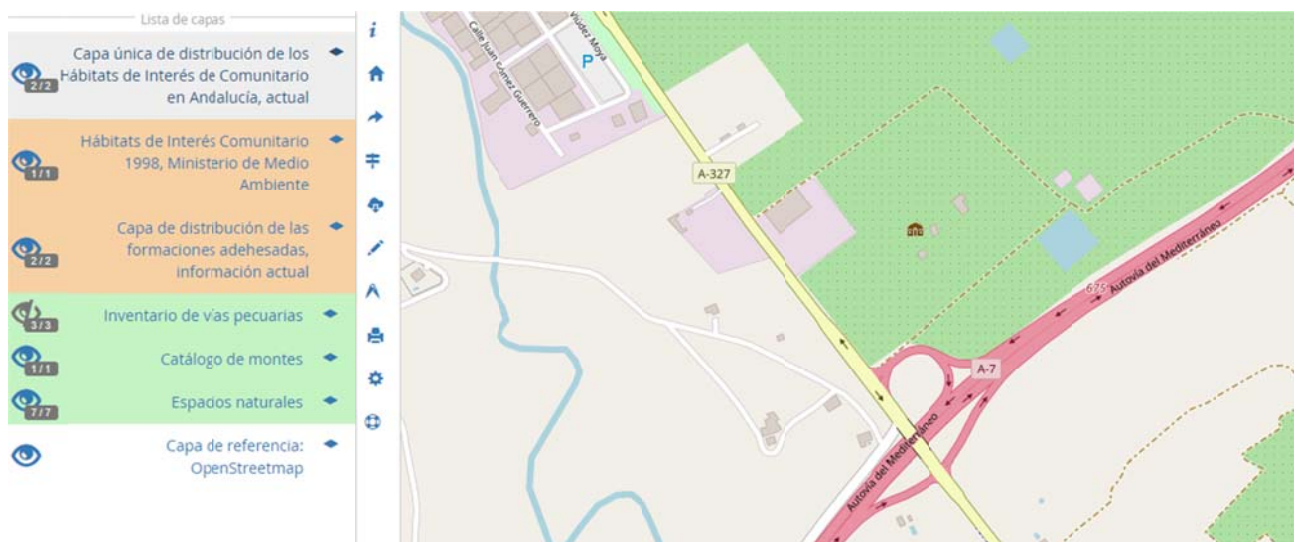 Lista de capas
Capa única de distribución de los
Hábitats de Interés de Comunitario
en Andalucía, actual
2/2
Hábitats de Interés Comunitario
1998, Ministerio de Medio
Ambiente
1/1
Capa de distribución de las
formaciones adehesadas,
información actual
2/2
Inventario de vías pecuarias
3/3
Catálogo de montes
1/1
Espacios naturales
7/7
Capa de referencia:
OpenStreetmap
i
Calle Juan Gómez Guerrero
Viúdez Moya
P
A-327
Autovía del Mediterráneo
675
A-7
Autovía del Mediterráneo